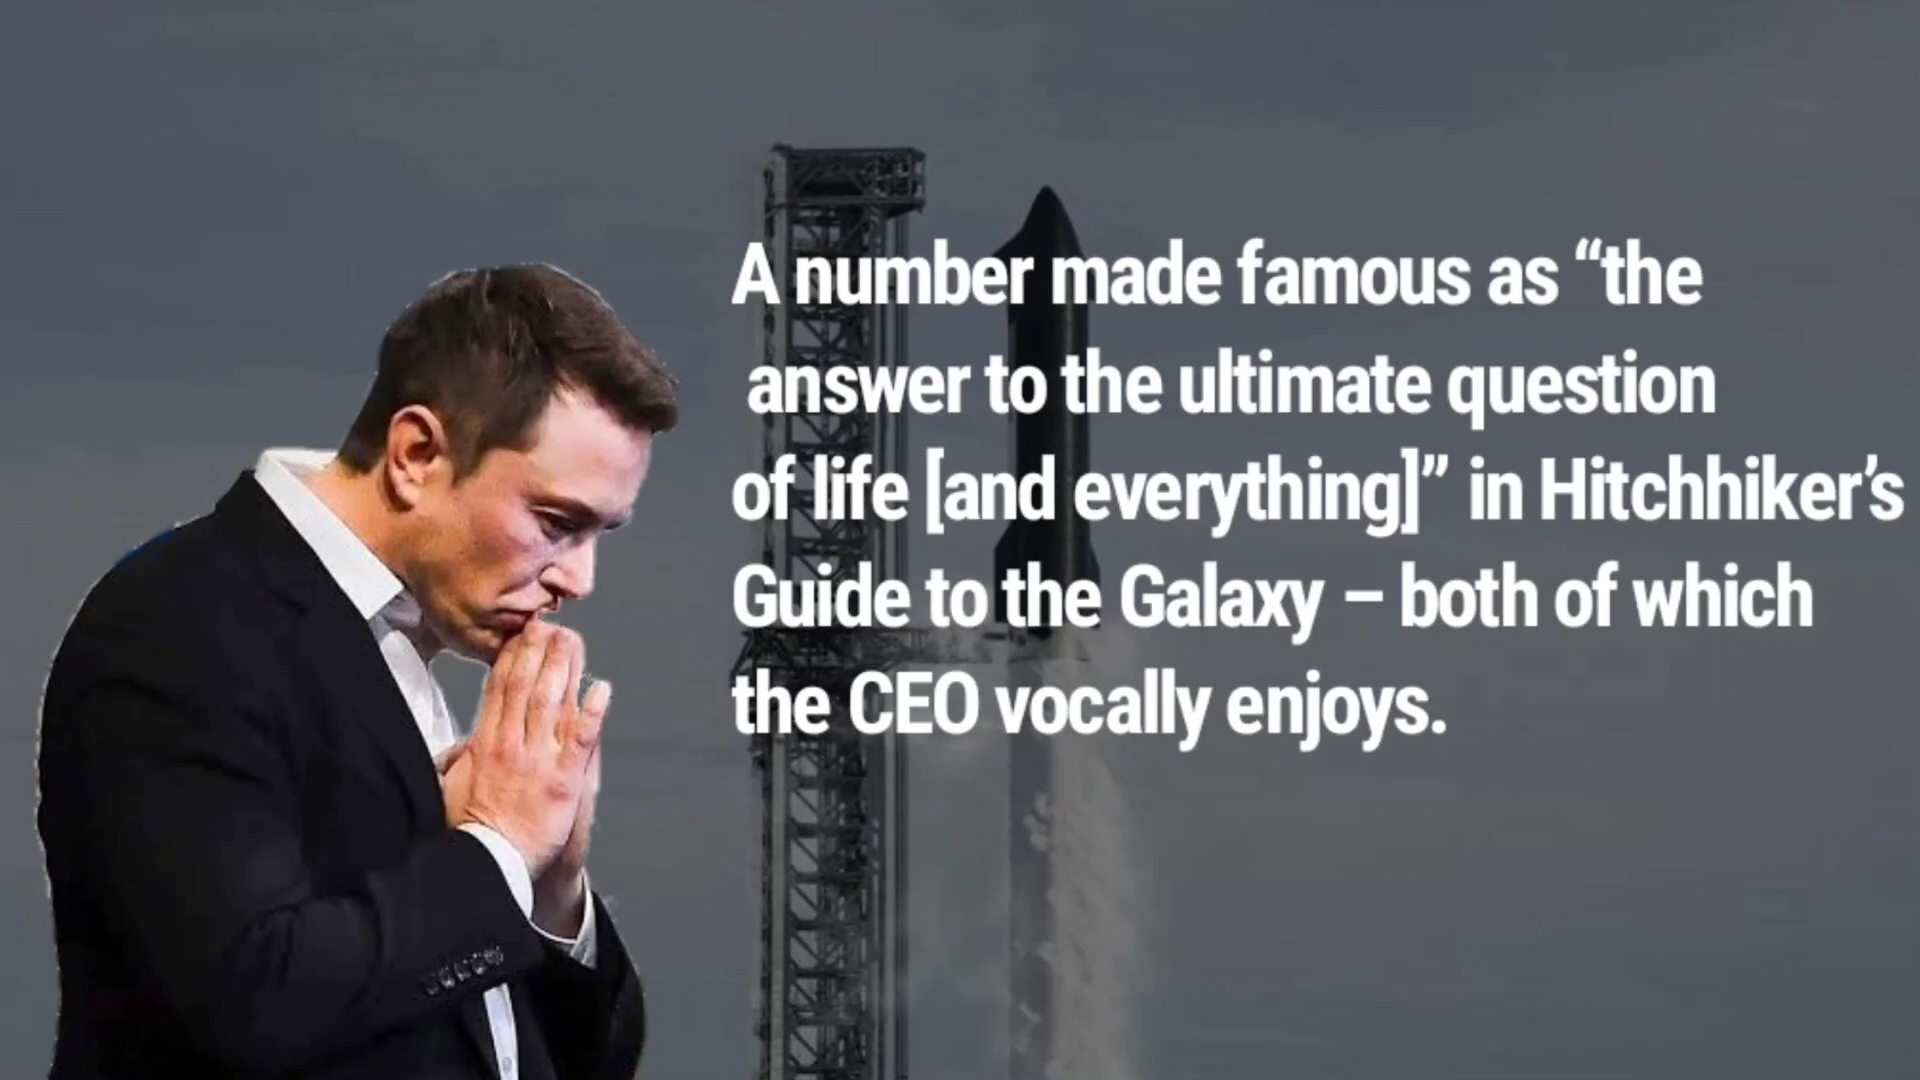 A number made famous as “the
answer to the ultimate question
of life [and everything]” in Hitchhiker’s
Guide to the Galaxy – both of which
the CEO vocally enjoys.